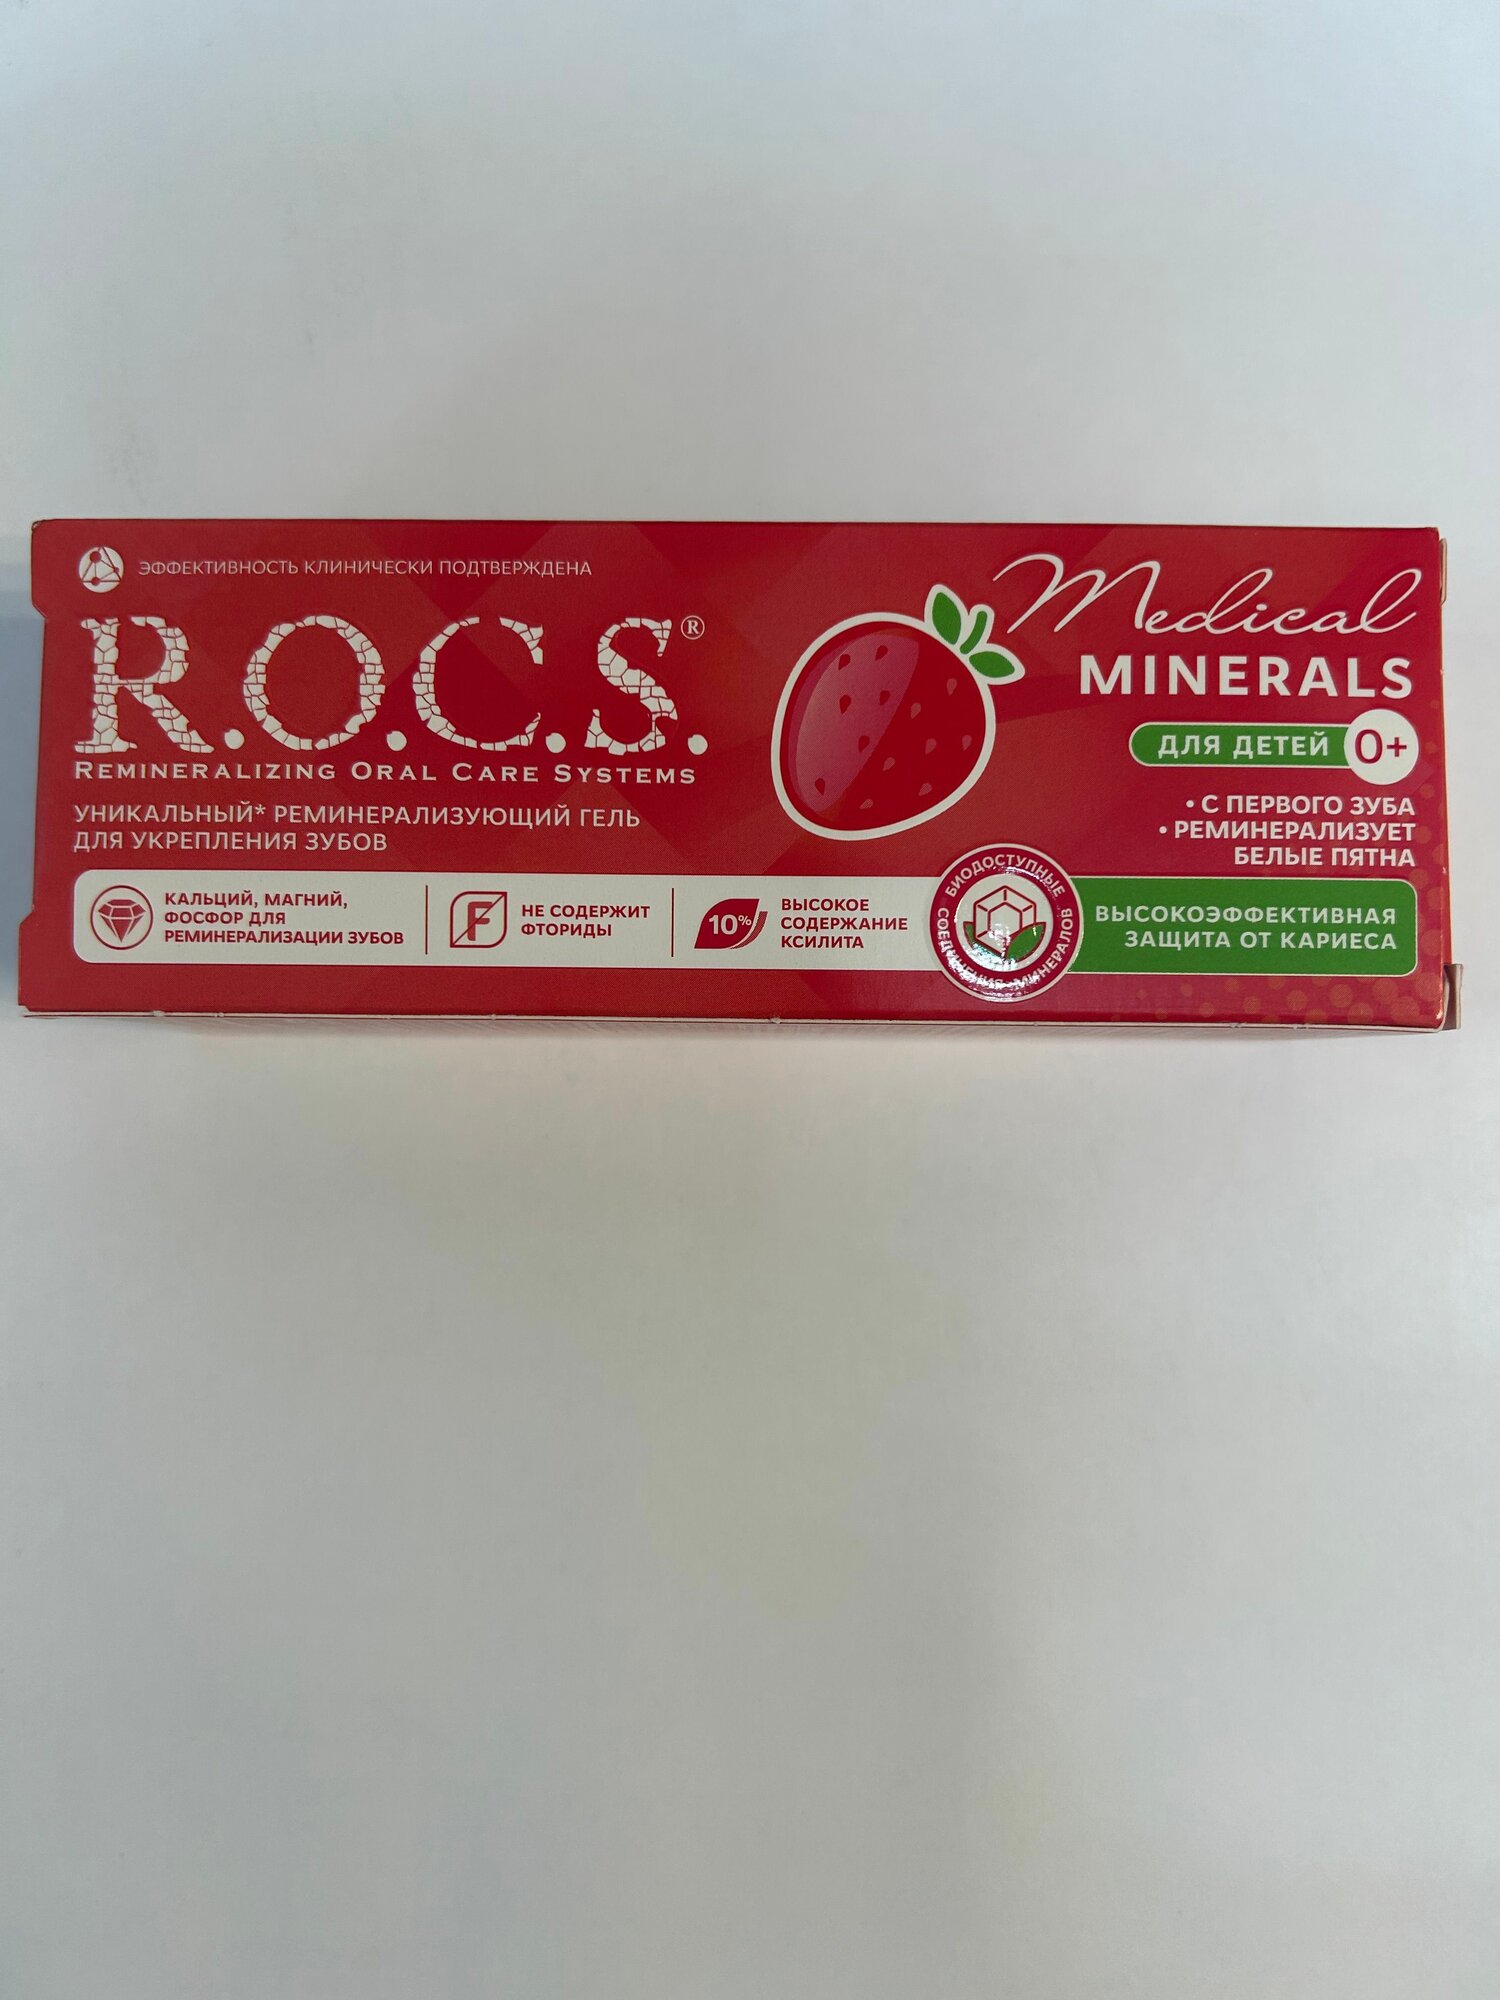 ЭФФЕКТИВНОСТЬ КЛИНИЧЕСКИ ПОДТВЕРЖДЕНА
R.O.C.S.®
REMINERALIZING ORAL CARE SYSTEMS
УНИКАЛЬНЫЙ* РЕМИНЕРАЛИЗУЮЩИЙ ГЕЛЬ
ДЛЯ УКРЕПЛЕНИЯ ЗУБОВ
Medical
MINERALS
ДЛЯ ДЕТЕЙ 0+
• С ПЕРВОГО ЗУБА
• РЕМИНЕРАЛИЗУЕТ
БЕЛЫЕ ПЯТНА
КАЛЬЦИЙ, МАГНИЙ,
ФОСФОР ДЛЯ
РЕМИНЕРАЛИЗАЦИИ ЗУБОВ
F
НЕ СОДЕРЖИТ
ФТОРИДЫ
10%
ВЫСОКОЕ
СОДЕРЖАНИЕ
КСИЛИТА
БИОДОСТУПНЫЕ
СОЕДИНЕНИЯ МИНЕРАЛОВ
ВЫСОКОЭФФЕКТИВНАЯ
ЗАЩИТА ОТ КАРИЕСА